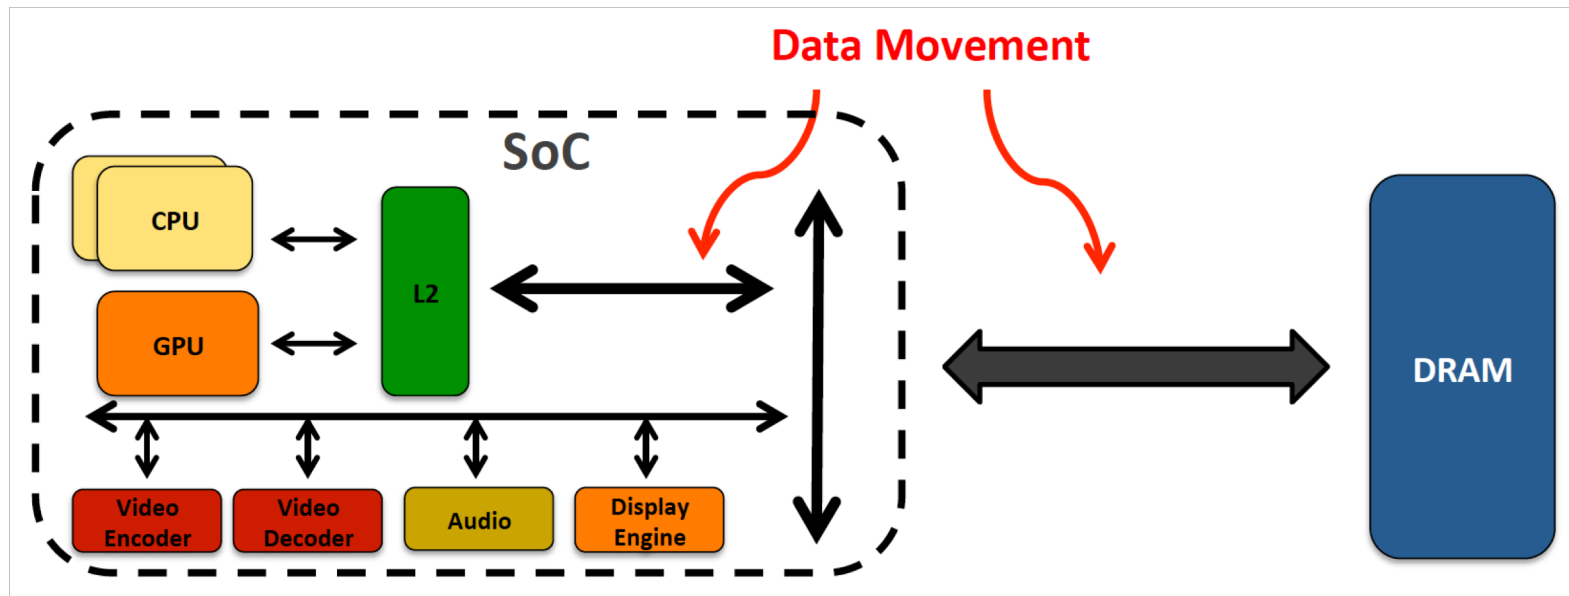 Data Movement
SoC
CPU
L2
GPU
DRAM
Video
Encoder
Video
Decoder
Audio
Display
Engine